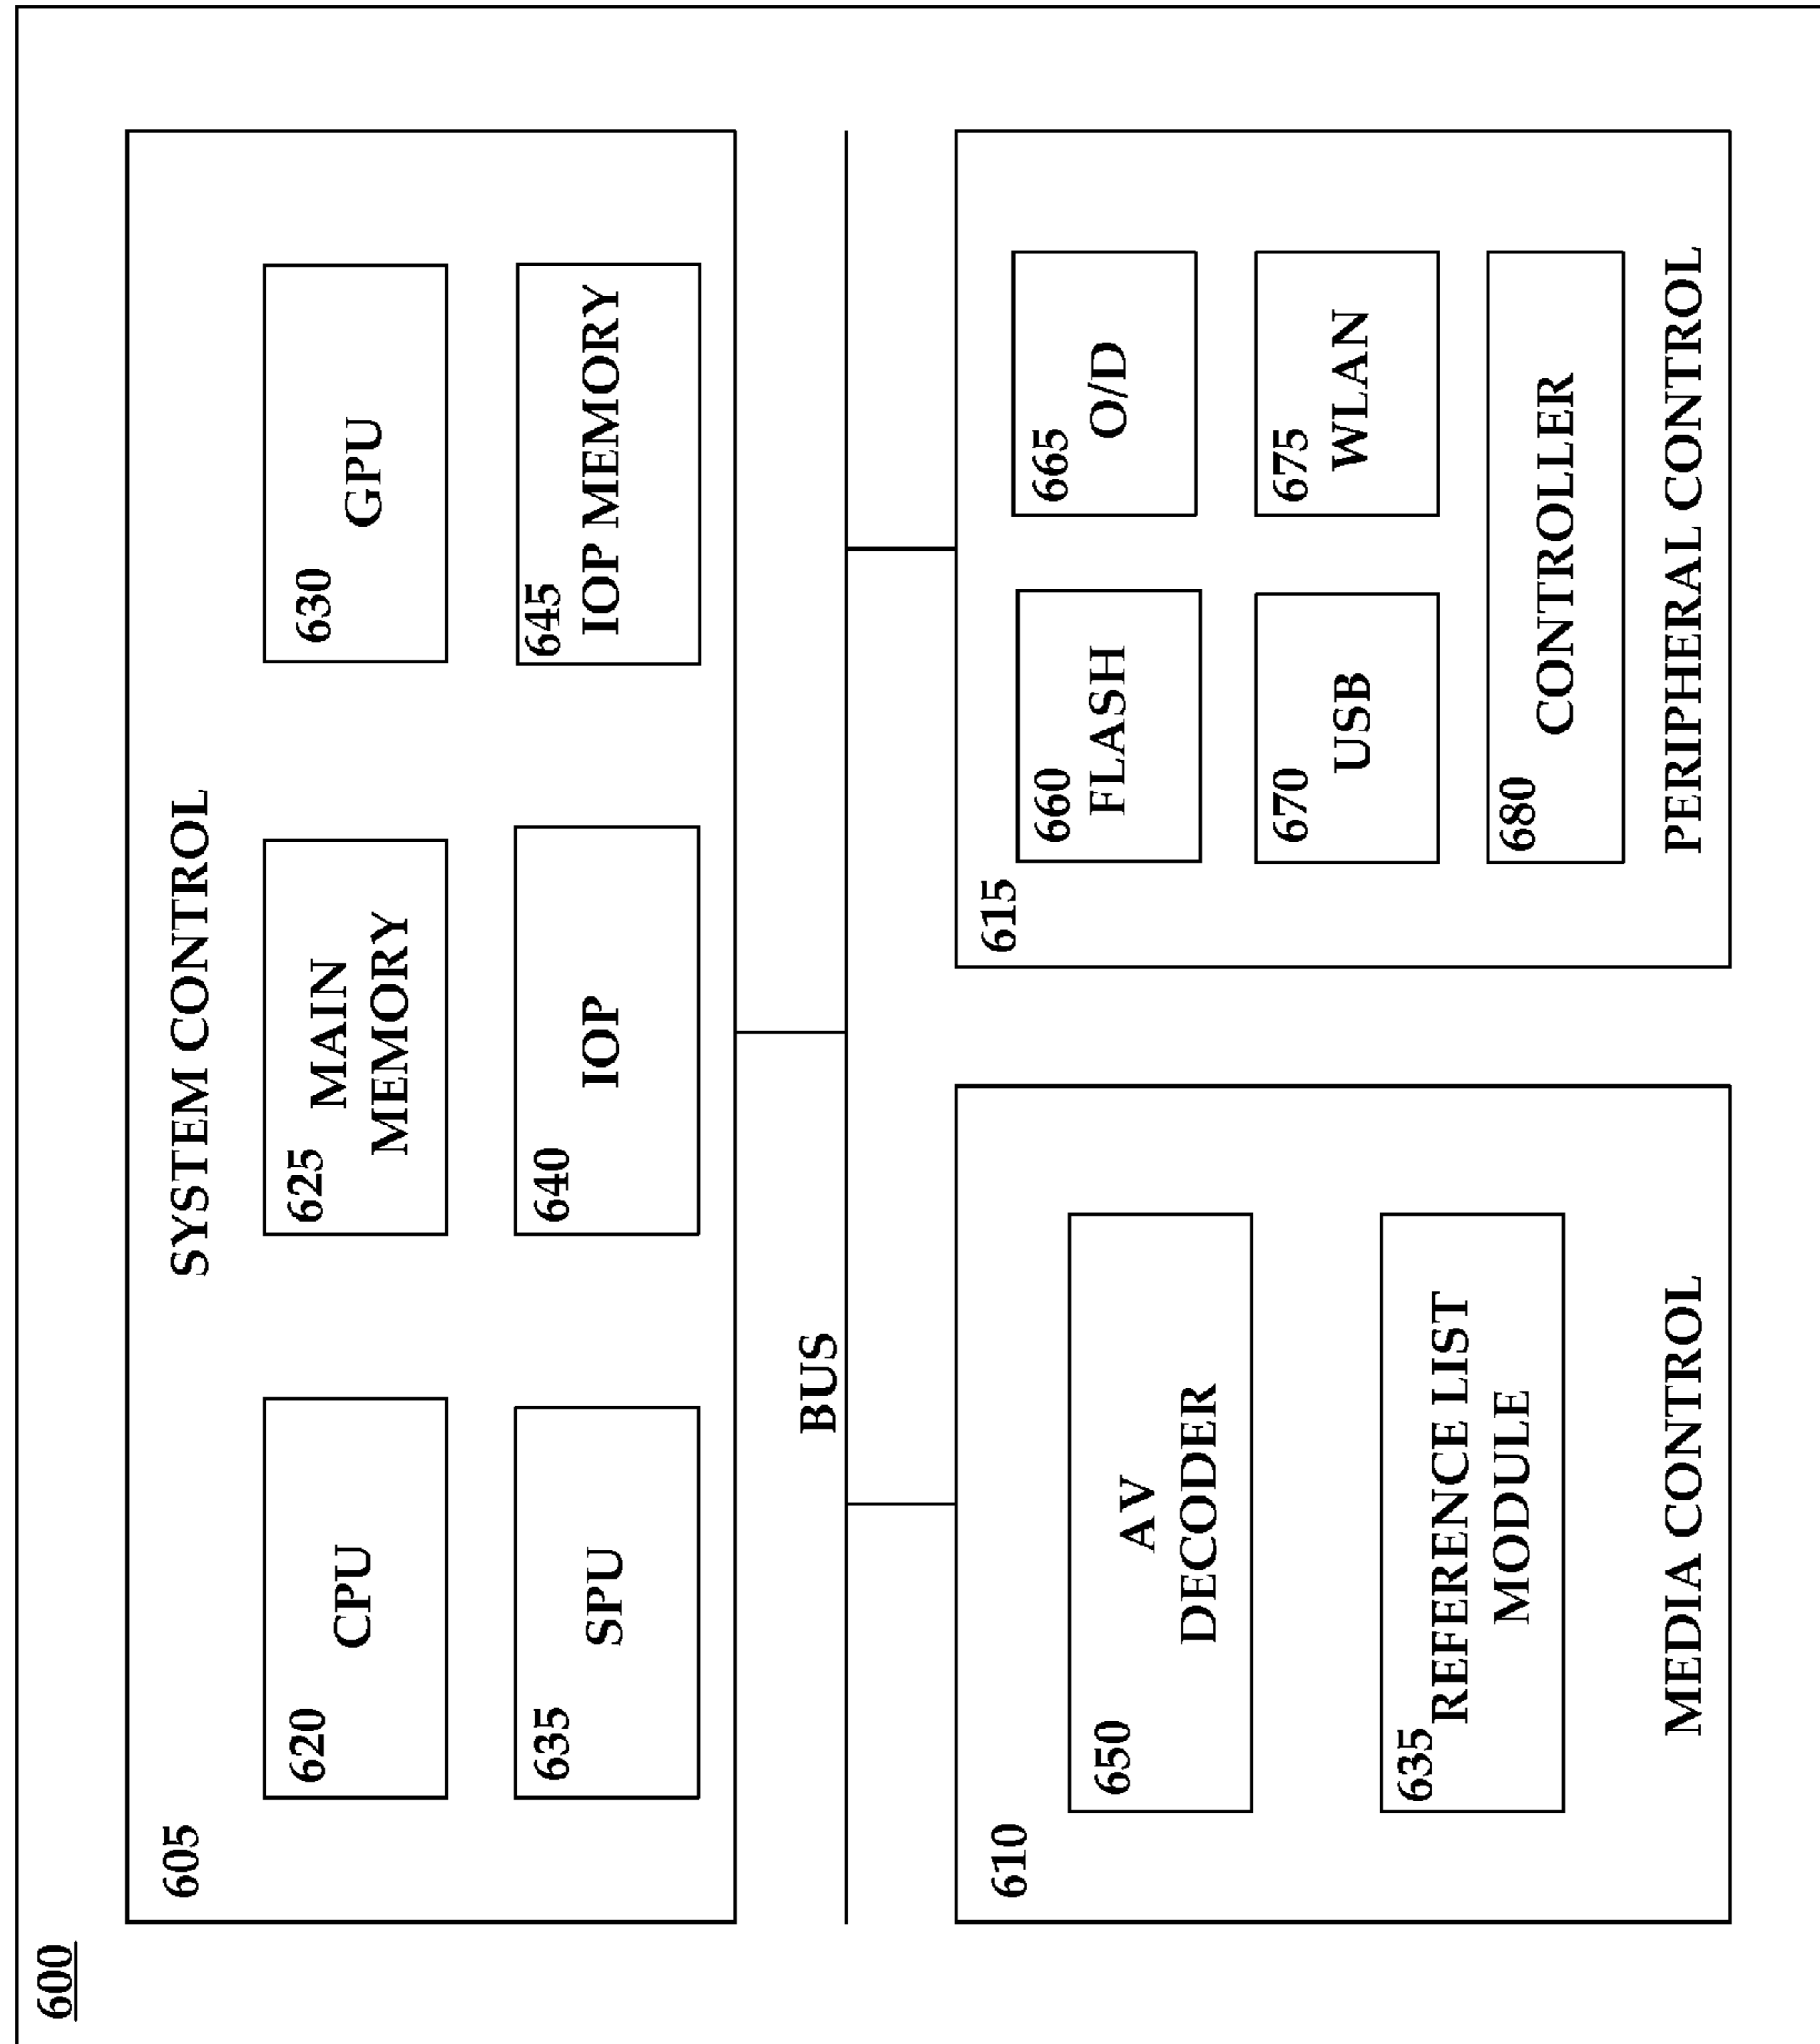 600
605
SYSTEM CONTROL
620
CPU
625
MAIN
MEMORY
630
GPU
635
SPU
640
IOP
645
IOP MEMORY
BUS
610
650
AV
DECODER
635
REFERENCE LIST
MODULE
MEDIA CONTROL
615
660
FLASH
665
O/D
670
USB
675
WLAN
680
CONTROLLER
PERIPHERAL CONTROL